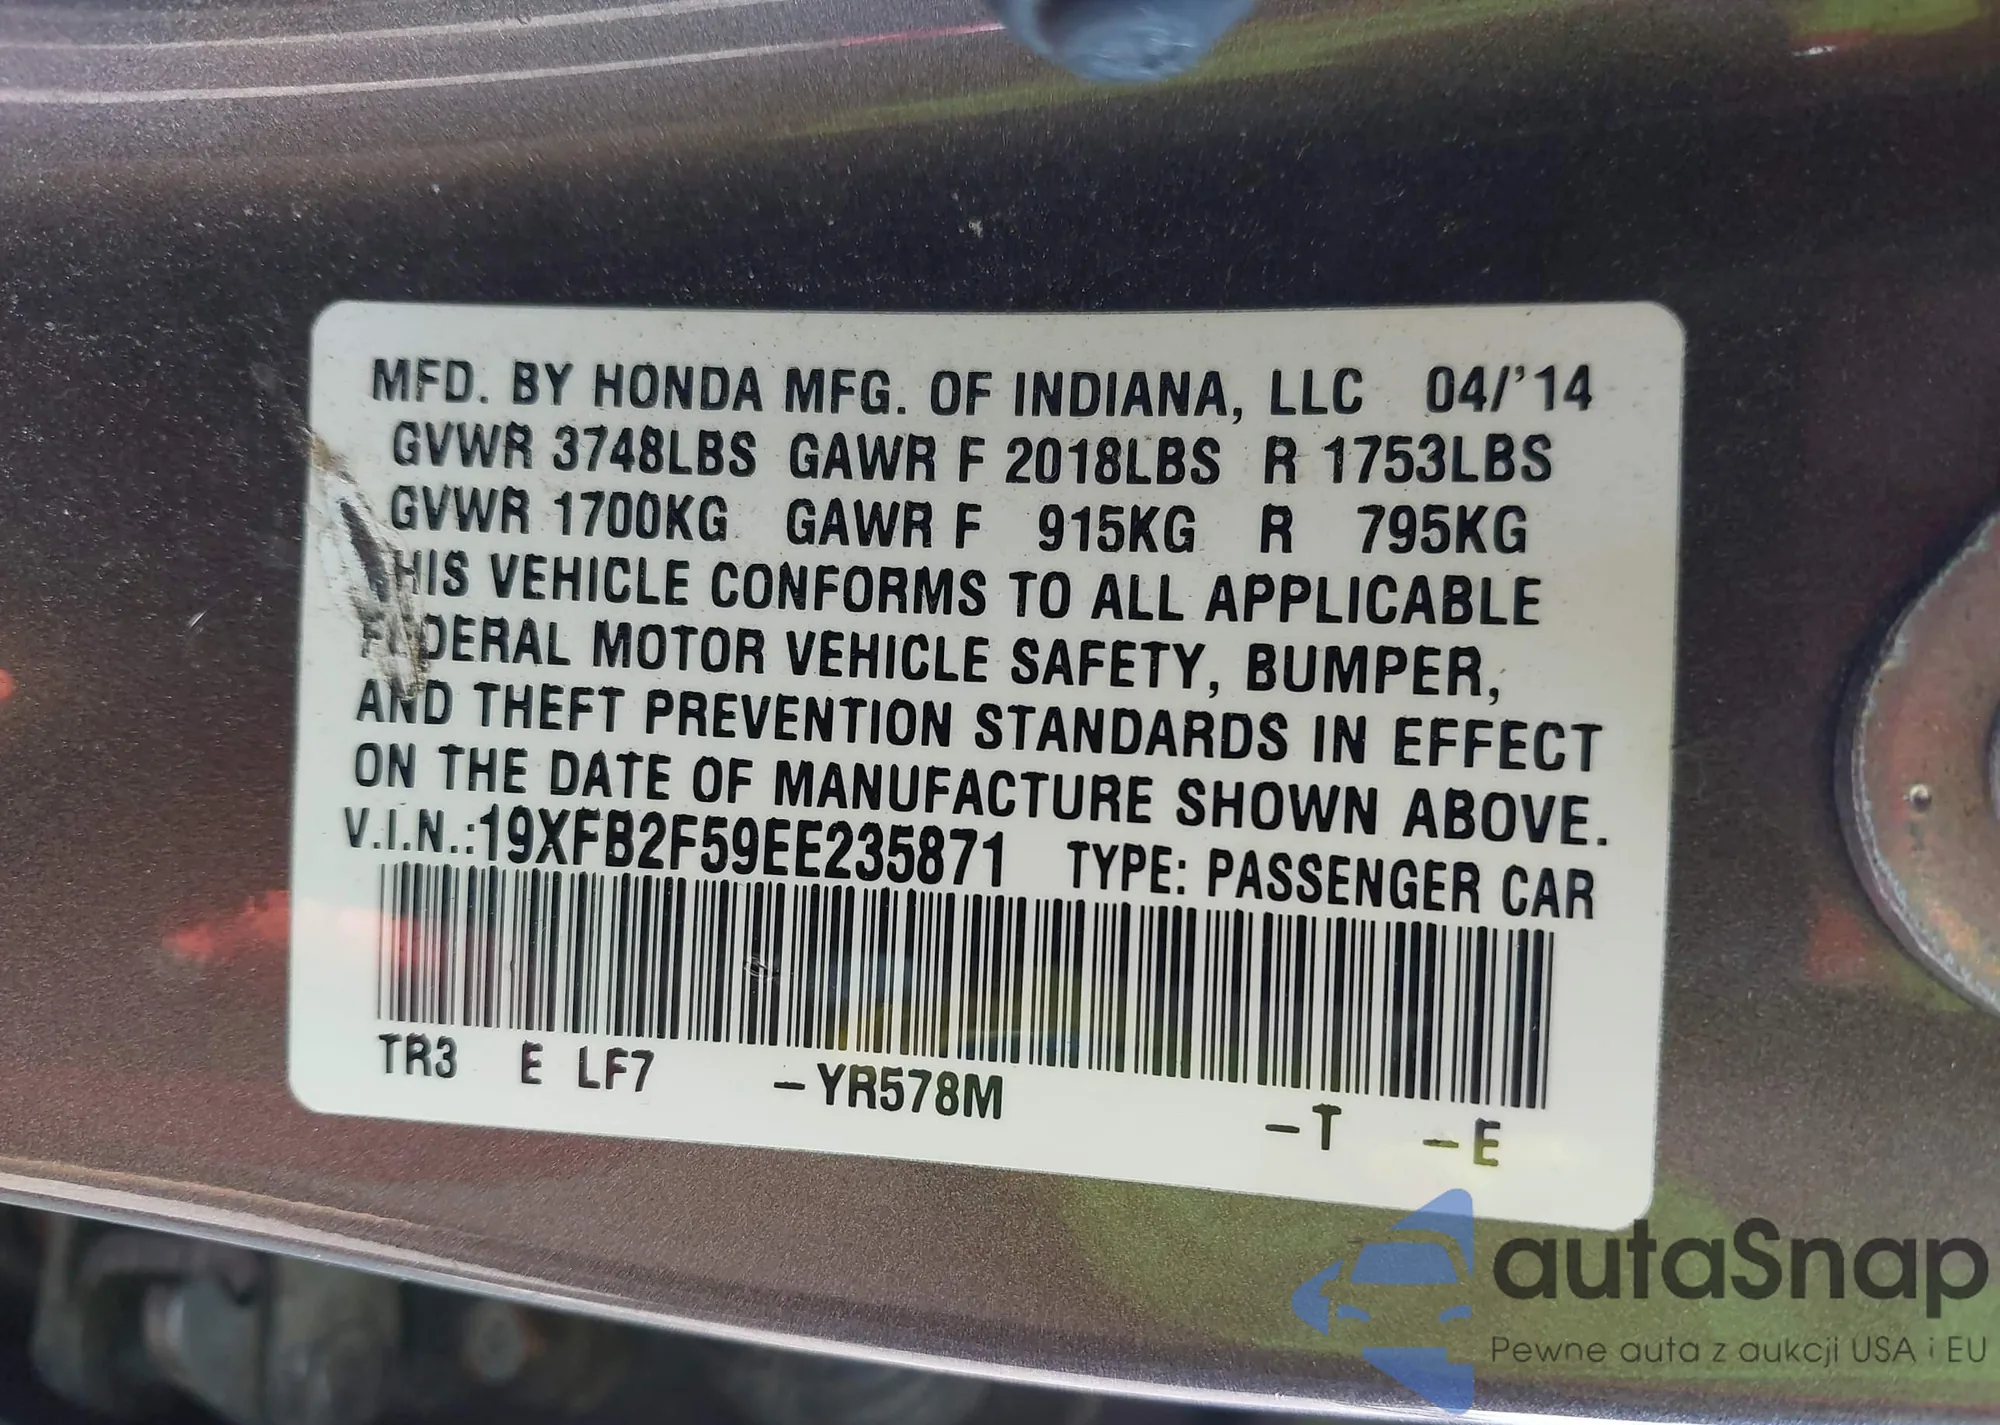 MFD. BY HONDA MFG. OF INDIANA, LLC 04/'14
GVWR 3748LBS GAWR F 2018LBS R 1753LBS
GVWR 1700KG GAWR F 915KG R 795KG
THIS VEHICLE CONFORMS TO ALL APPLICABLE
FEDERAL MOTOR VEHICLE SAFETY, BUMPER,
AND THEFT PREVENTION STANDARDS IN EFFECT
ON THE DATE OF MANUFACTURE SHOWN ABOVE.
V.I.N.:19XFB2F59EE235871 TYPE: PASSENGER CAR
TR3 E LF7 -YR578M -T -E
autaSnap
Pewne auta z aukcji USA i EU